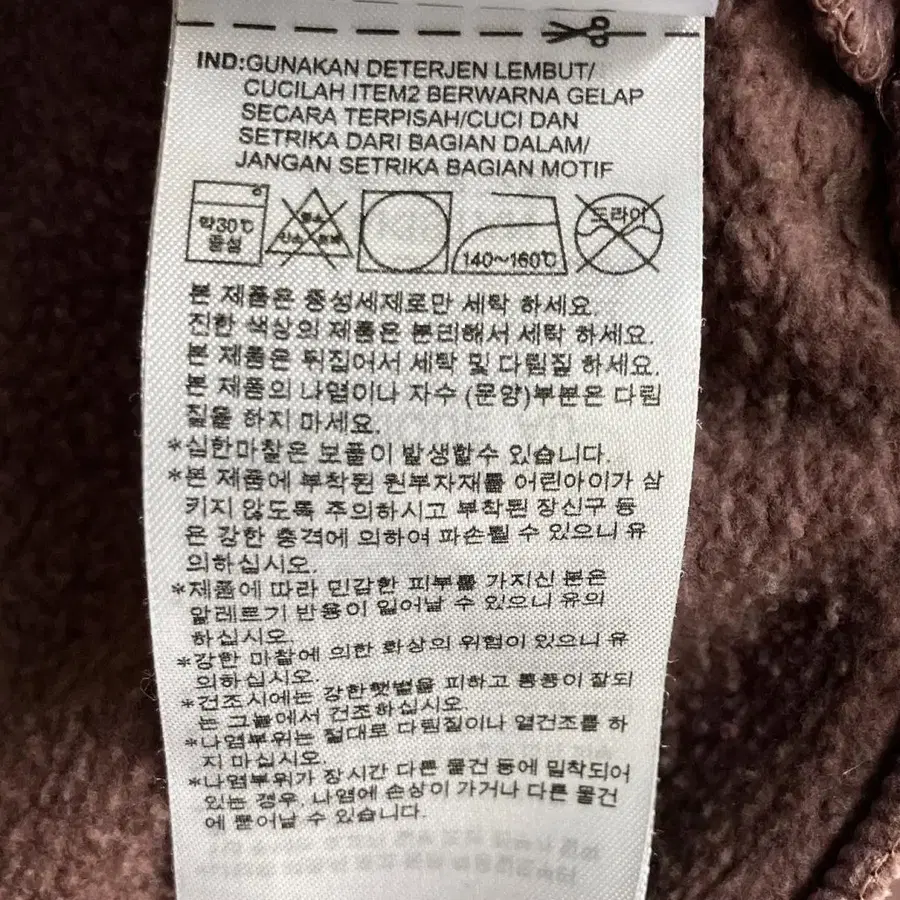 IND:GUNAKAN DETERJEN LEMBUT/
CUCILAH ITEM2 BERWARNA GELAP
SECARA TERPISAH/CUCI DAN
SETRIKA DARI BAGIAN DALAM/
JANGAN SETRIKA BAGIAN MOTIF
약30℃
중성
염소
산소 표백
140~160℃
드라이
본 제품은 중성세제로만 세탁 하세요.
진한 색상의 제품은 분리해서 세탁 하세요.
본 제품은 뒤집어서 세탁 및 다림질 하세요.
본 제품의 나염이나 자수 (문양)부분은 다림
질을 하지 마세요.
*심한마찰은 보풀이 발생할수 있습니다.
*본 제품에 부착된 원부자재를 어린아이가 삼
키지 않도록 주의하시고 부착된 장신구 등
은 강한 충격에 의하여 파손될 수 있으니 유
의하십시오.
*제품에 따라 민감한 피부를 가지신 분은
알레르기 반응이 일어날 수 있으니 유의
하십시오.
*강한 마찰에 의한 화상의 위험이 있으니 유
의하십시오.
*건조시에는 강한햇볕을 피하고 통풍이 잘되
는 그늘에서 건조하십시오.
*나염부위는 절대로 다림질이나 열건조를 하
지 마십시오.
*나염부위가 장시간 다른 물건 등에 밀착되어
있는 경우, 나염에 손상이 가거나 다른 물건
에 묻어날 수 있습니다.